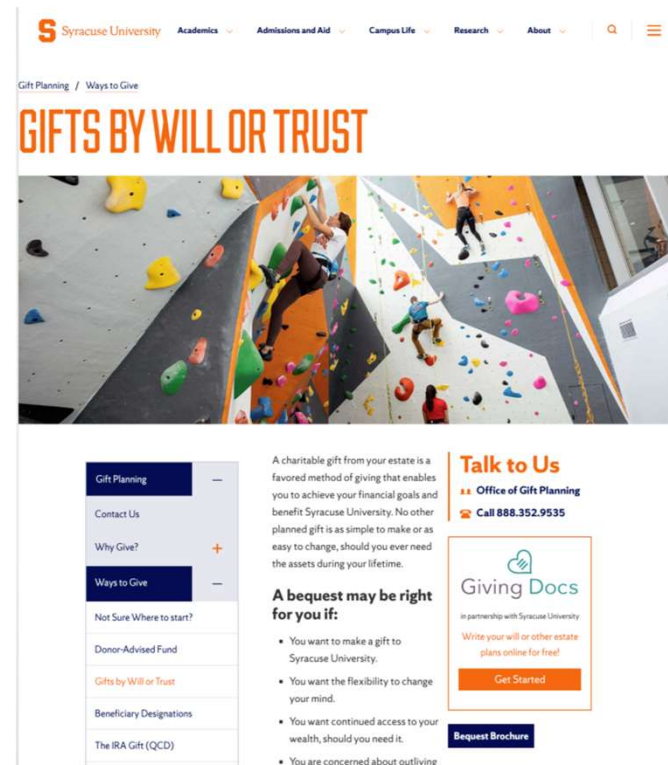 S Syracuse University Academics Admissions and Aid Campus Life Research About
Gift Planning / Ways to Give
GIFTS BY WILL OR TRUST
Gift Planning
Contact Us
Why Give?
Ways to Give
Not Sure Where to start?
Donor-Advised Fund
Gifts by Will or Trust
Beneficiary Designations
The IRA Gift (QCD)
A charitable gift from your estate is a
favored method of giving that enables
you to achieve your financial goals and
benefit Syracuse University. No other
planned gift is as simple to make or as
easy to change, should you ever need
the assets during your lifetime.
A bequest may be right
for you if:
• You want to make a gift to
Syracuse University.
• You want the flexibility to change
your mind.
• You want continued access to your
wealth, should you need it.
• You are concerned about outliving
Talk to Us
Office of Gift Planning
Call 888.352.9535
Giving Docs
in partnership with Syracuse University
Write your will or other estate
plans online for free!
Get Started
Bequest Brochure